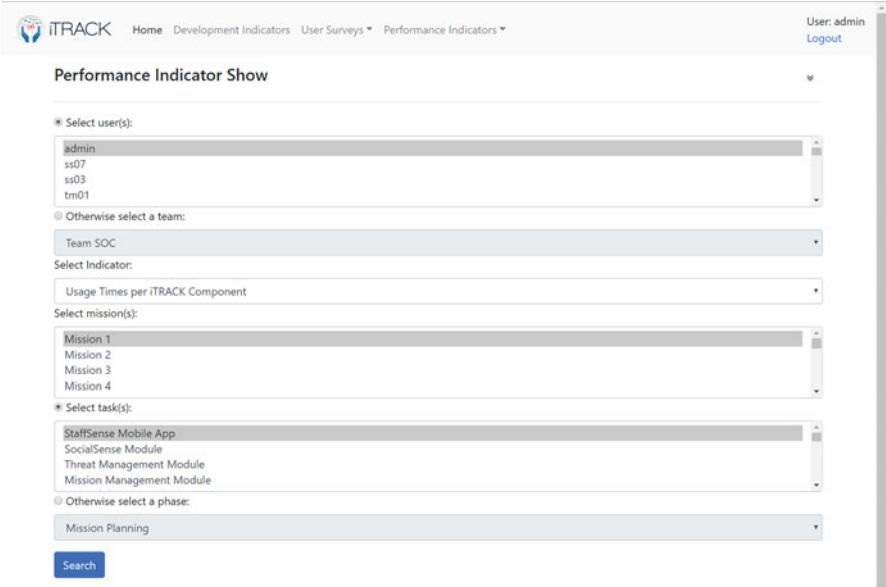 iTRACK Home Development Indicators User Surveys Performance Indicators User: admin
Logout
Performance Indicator Show
Select user(s):
admin
ss07
ss03
tm01
Otherwise select a team:
Team SOC
Select Indicator:
Usage Times per iTRACK Component
Select mission(s):
Mission 1
Mission 2
Mission 3
Mission 4
Select task(s):
StaffSense Mobile App
SocialSense Module
Threat Management Module
Mission Management Module
Otherwise select a phase:
Mission Planning
Search